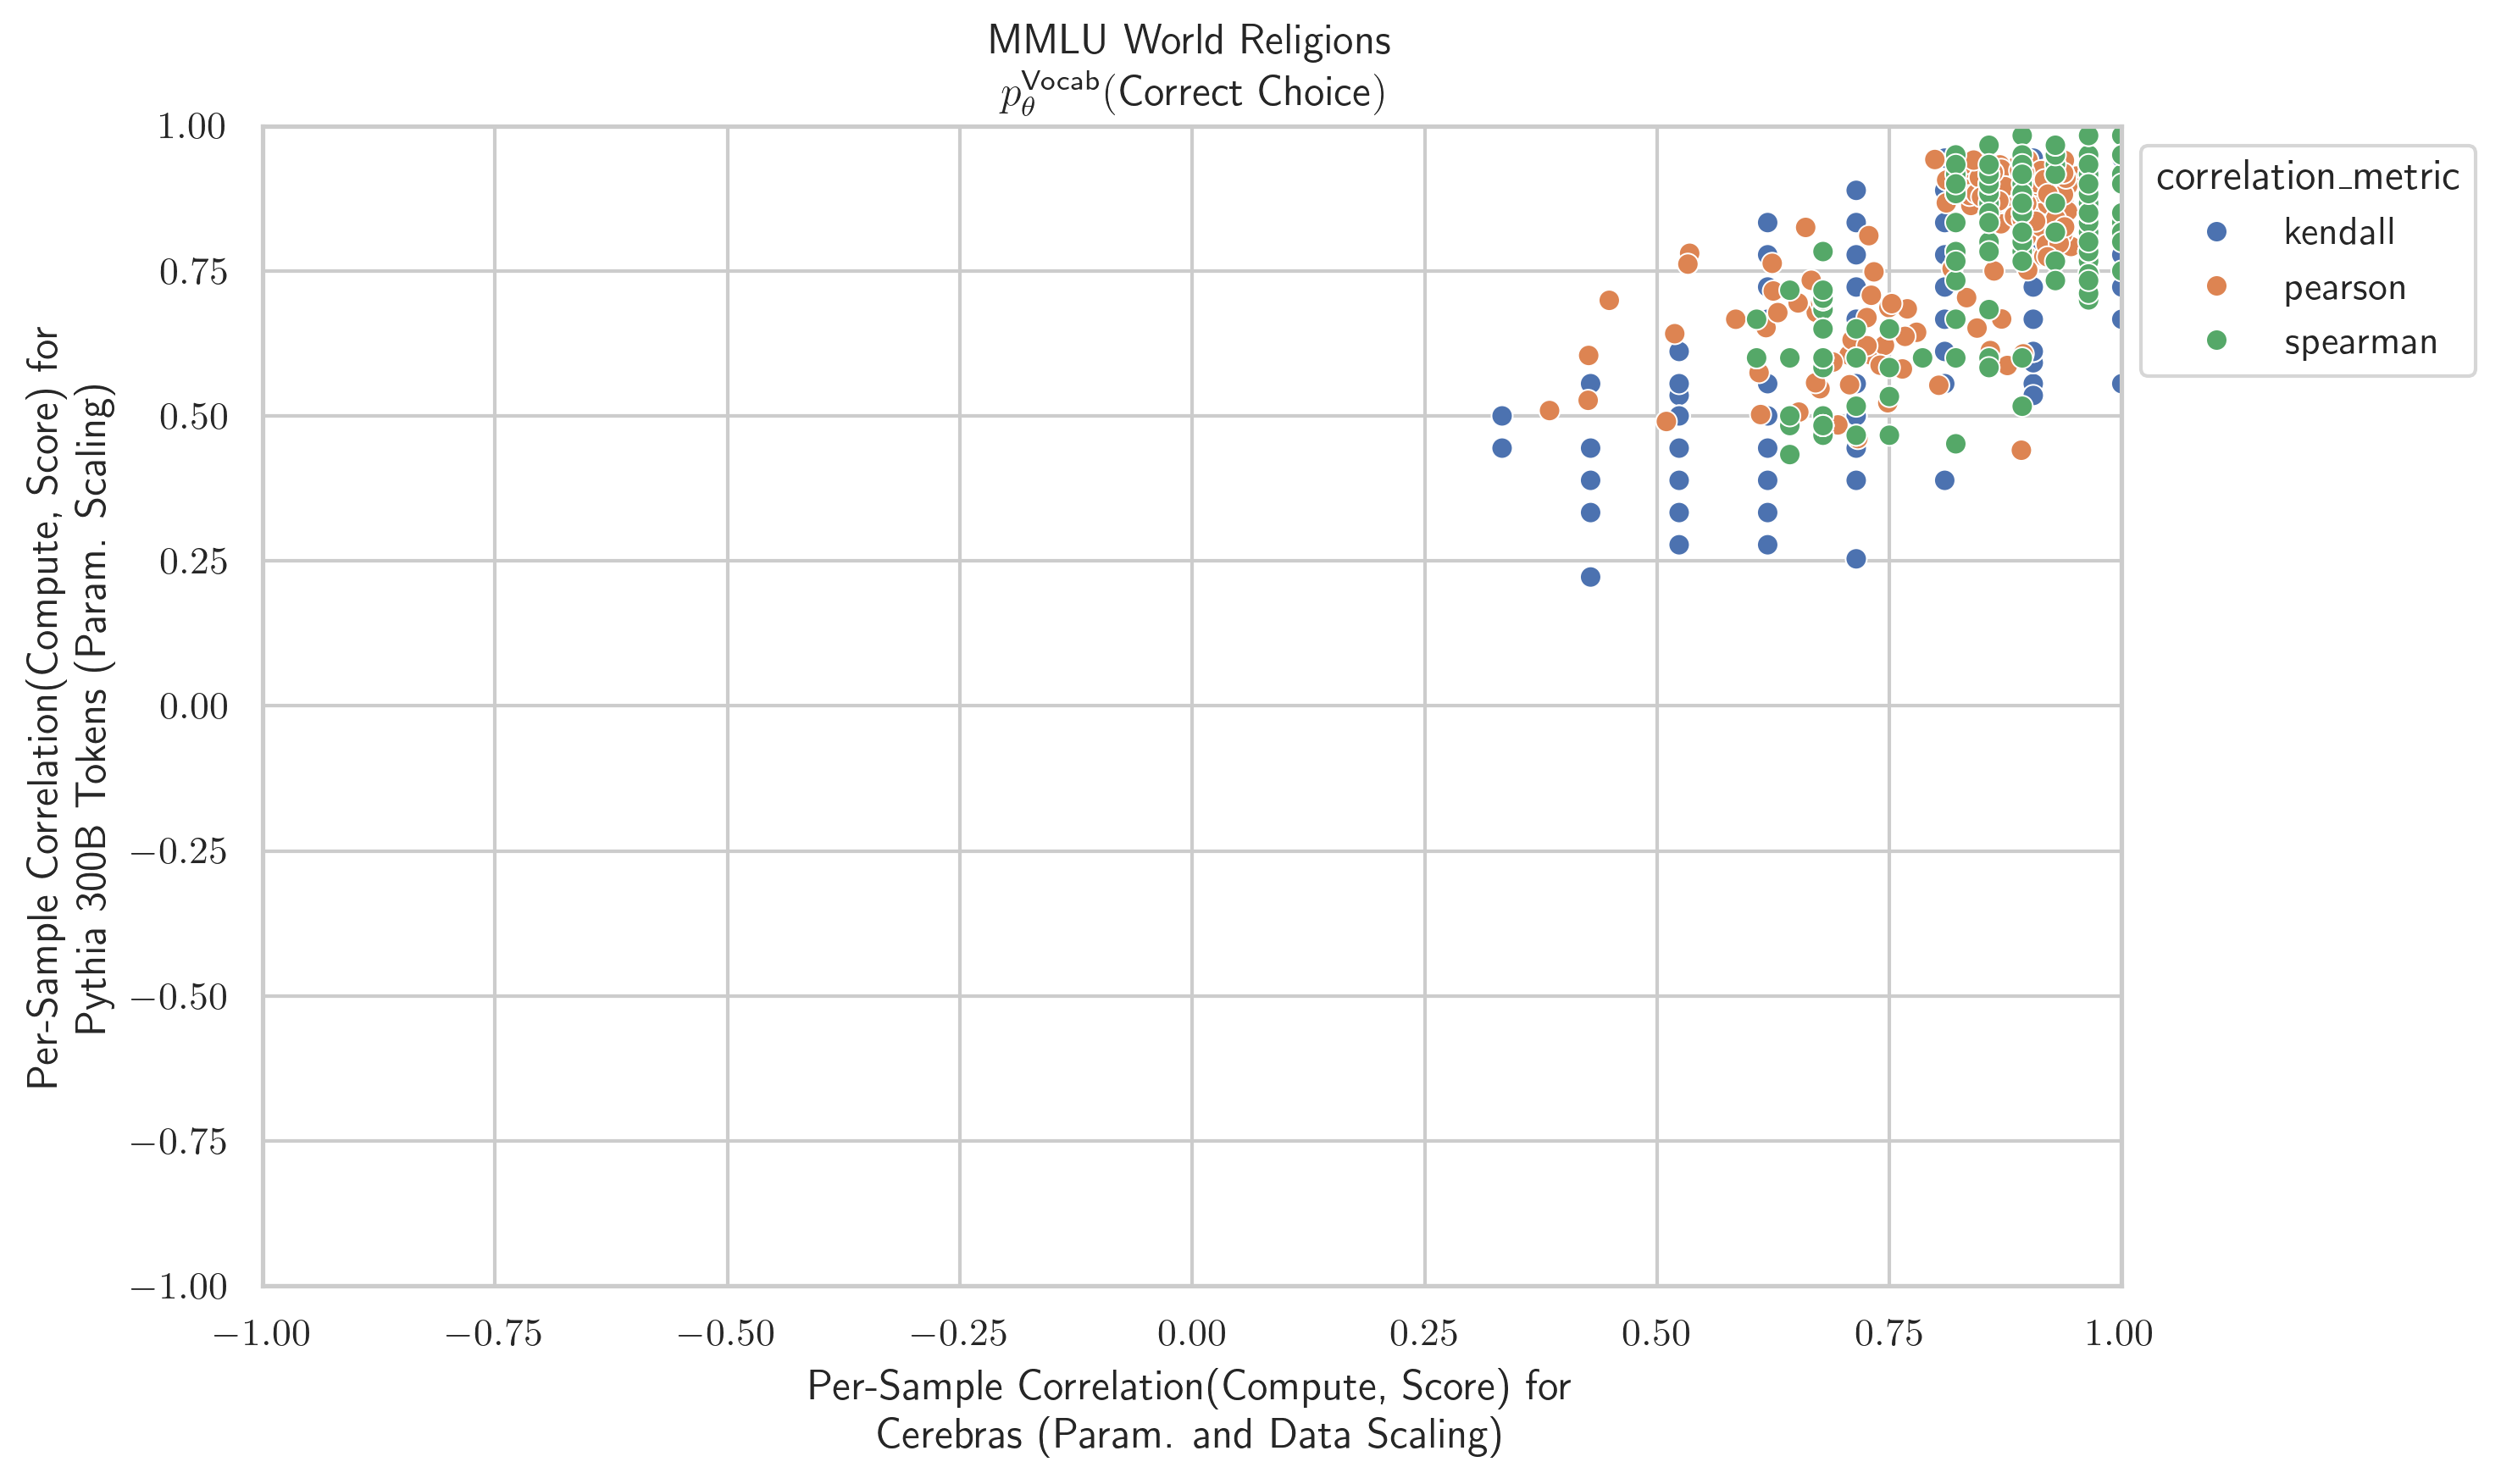 MMLU World Religions
p_θ^Vocab(Correct Choice)
1.00
0.75
0.50
0.25
0.00
−0.25
−0.50
−0.75
−1.00
Per-Sample Correlation(Compute, Score) for
Pythia 300B Tokens (Param. Scaling)
correlation_metric
kendall
pearson
spearman
−1.00 −0.75 −0.50 −0.25 0.00 0.25 0.50 0.75 1.00
Per-Sample Correlation(Compute, Score) for
Cerebras (Param. and Data Scaling)